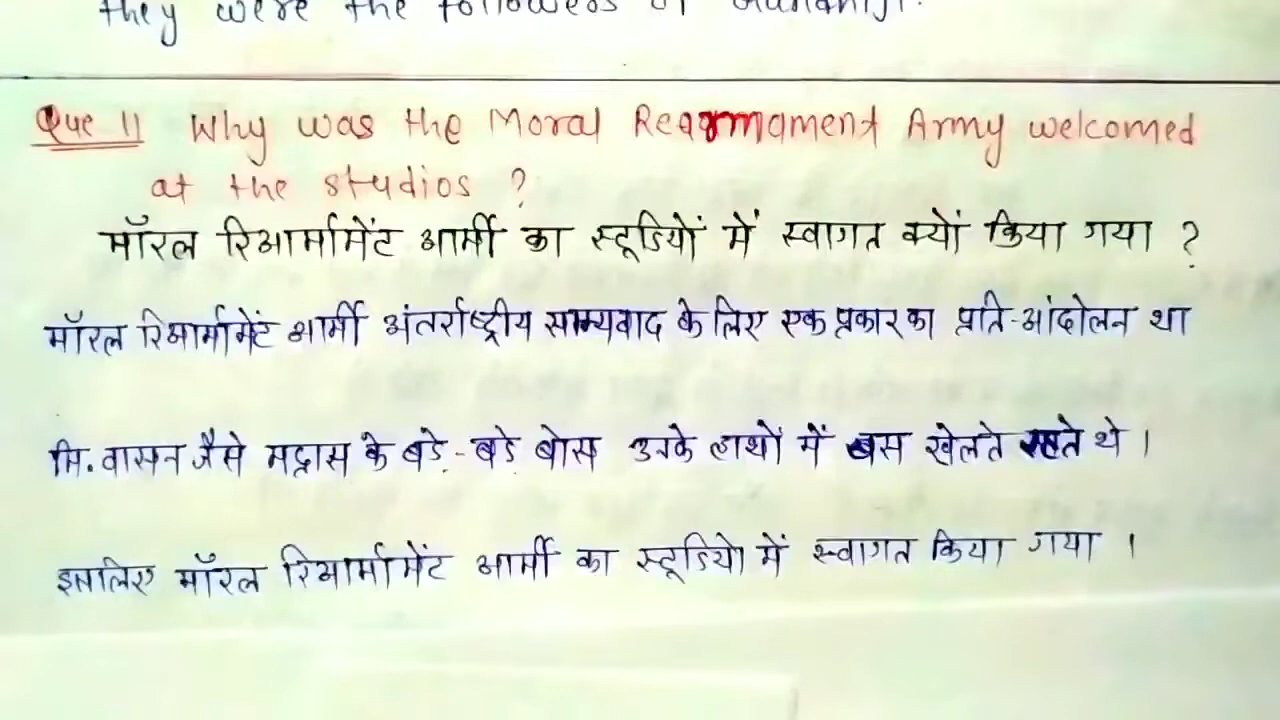 they were the followers of Gandhiji.
Que 11 Why was the Moral Rearmament Army welcomed
at the studios ?
मॉरल रिआर्मामेंट आर्मी का स्टूडियों में स्वागत क्यों किया गया ?
मॉरल रिआर्मामेंट आर्मी अंतर्राष्ट्रीय साम्यवाद के लिए एक प्रकार का प्रति-आंदोलन था
मि. वासन जैसे मद्रास के बडे़-बडे़ बोस उनके हाथों में बस खेलते रहते थे ।
इसलिए मॉरल रिआर्मामेंट आर्मी का स्टूडियो में स्वागत किया गया ।